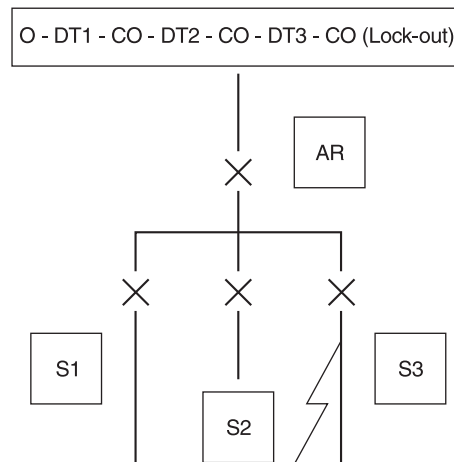 O - DT1 - CO - DT2 - CO - DT3 - CO (Lock-out)
AR
S1
S2
S3